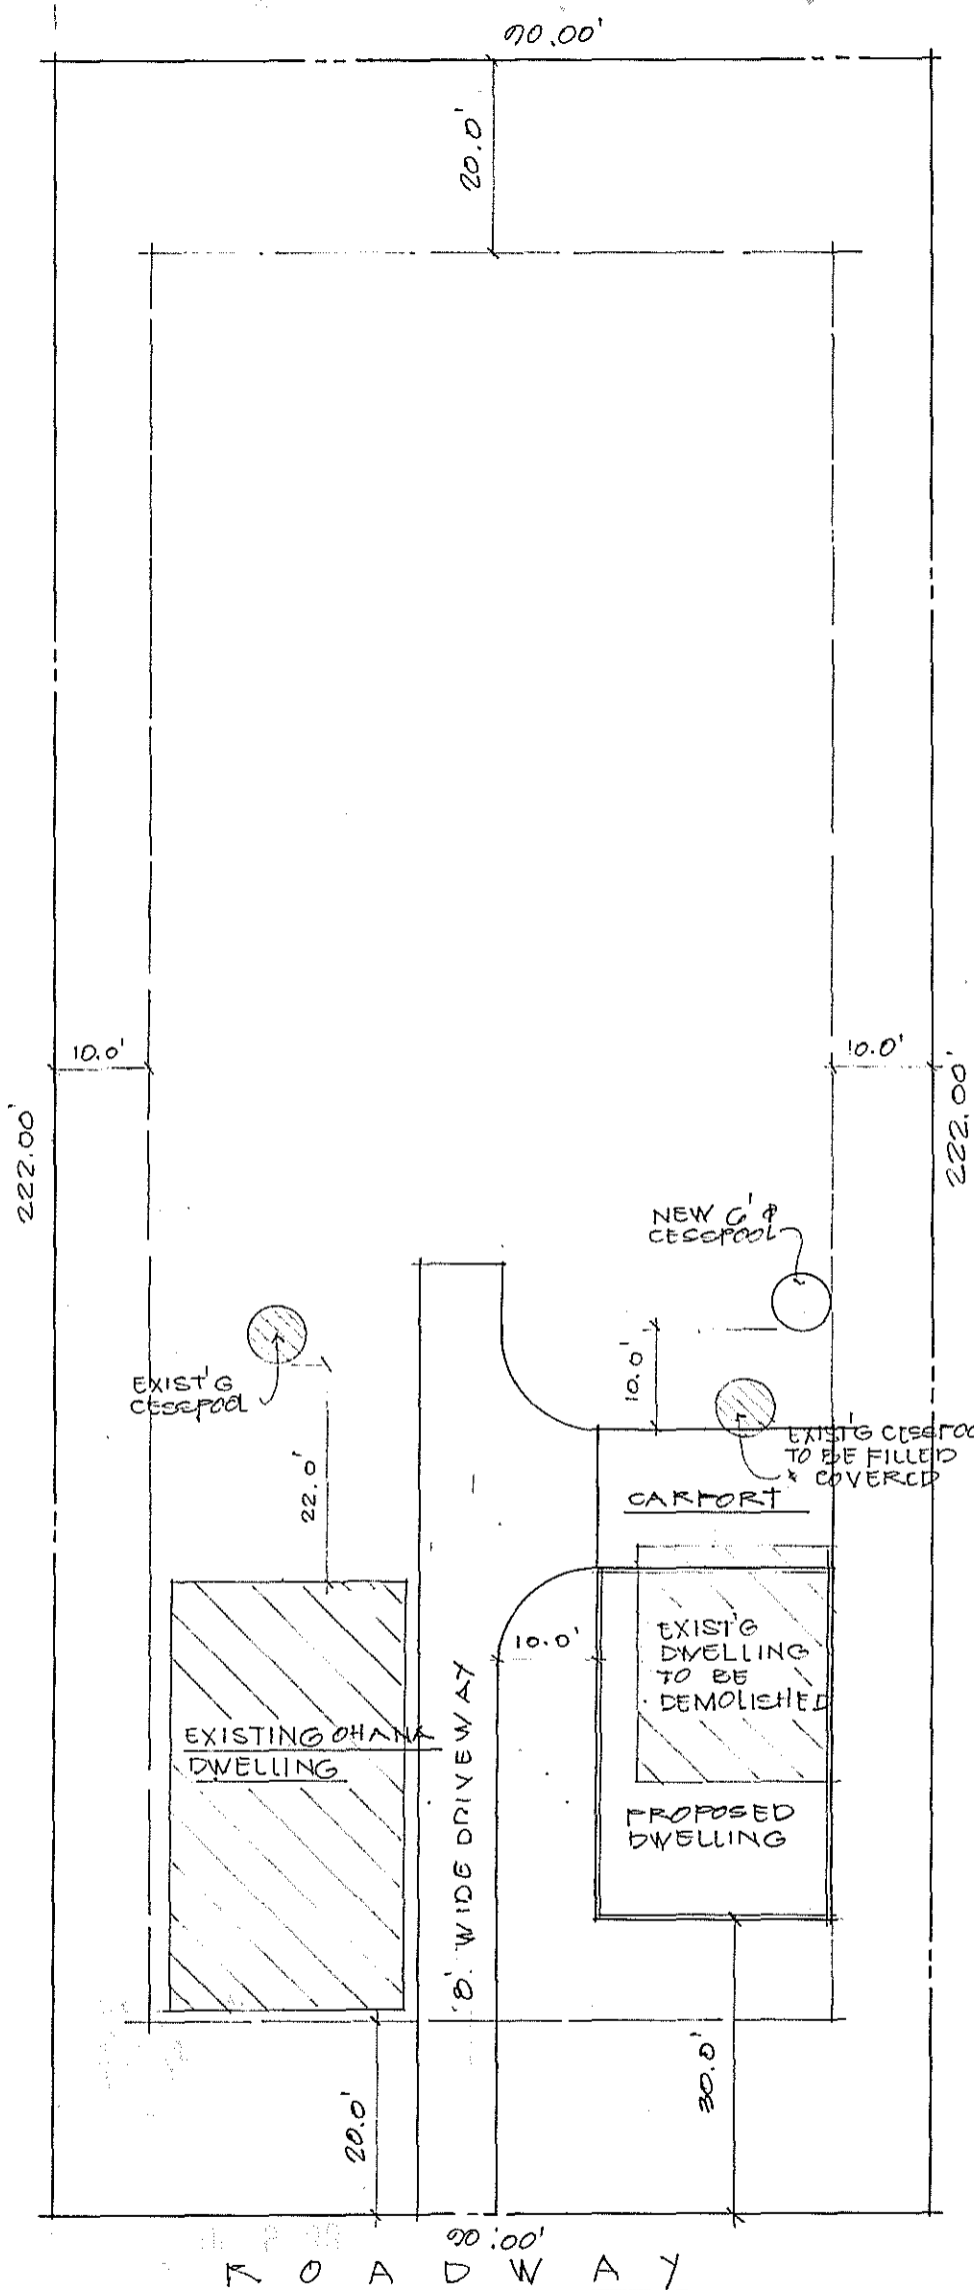 90.00'
20.0'
10.0'
10.0'
222.00'
222.00'
NEW 6' φ
CESSPOOL
EXIST'G
CESSPOOL
10.0'
22.0'
EXIST'G CESSPOO
TO BE FILLED
& COVERED
CARPORT
10.0'
EXIST'G
DWELLING
TO BE
DEMOLISHED
EXISTING OHANA
DWELLING
8' WIDE DRIVEWAY
PROPOSED
DWELLING
20.0'
30.0'
90.00'
ROADWAY